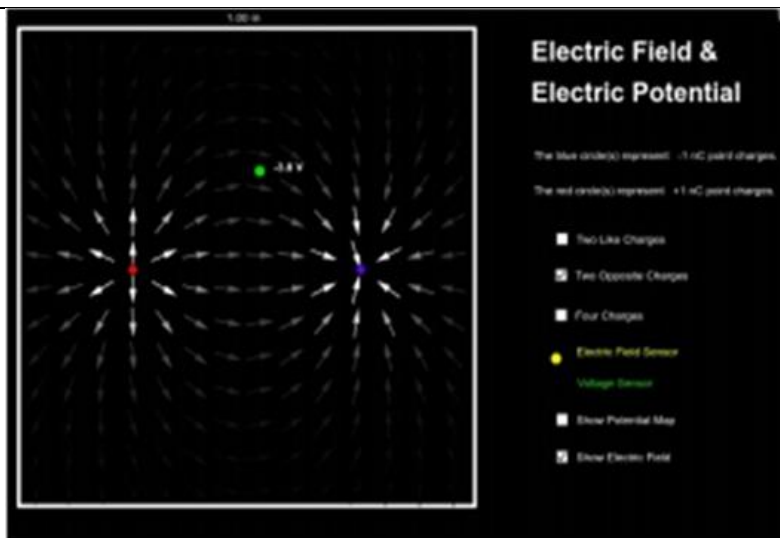 1.00 m
Electric Field &
Electric Potential
-3.8 V
The blue circle(s) represent -1 nC point charges.
The red circle(s) represent +1 nC point charges.
Two Like Charges
Two Opposite Charges
Four Charges
Electric Field Sensor
Voltage Sensor
Show Potential Map
Show Electric Field